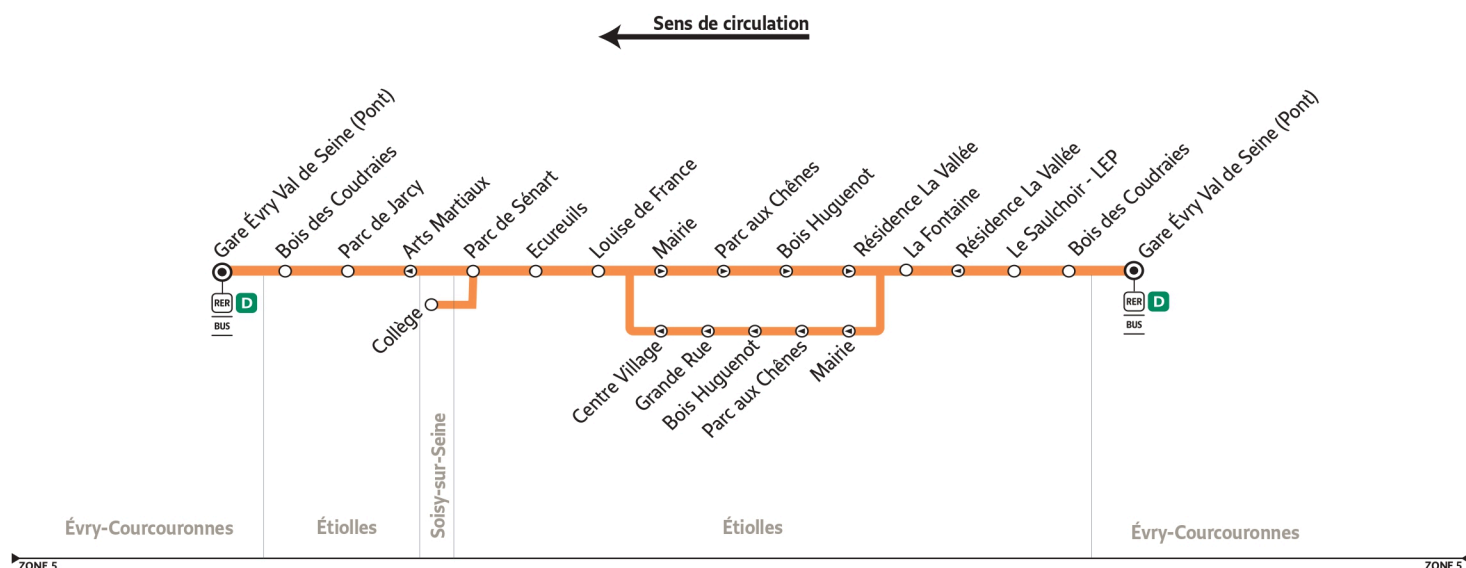 Sens de circulation
Gare Évry Val de Seine (Pont)
Bois des Coudraies
Parc de Jarcy
Arts Martiaux
Parc de Sénart
Ecureuils
Louise de France
Mairie
Parc aux Chênes
Bois Huguenot
Résidence La Vallée
La Fontaine
Résidence La Vallée
Le Saulchoir - LEP
Bois des Coudraies
Gare Évry Val de Seine (Pont)
RER D
BUS
Collège
Centre Village
Grande Rue
Bois Huguenot
Parc aux Chênes
Mairie
RER D
BUS
Évry-Courcouronnes
Étiolles
Soisy-sur-Seine
Étiolles
Évry-Courcouronnes
ZONE 5
ZONE 5